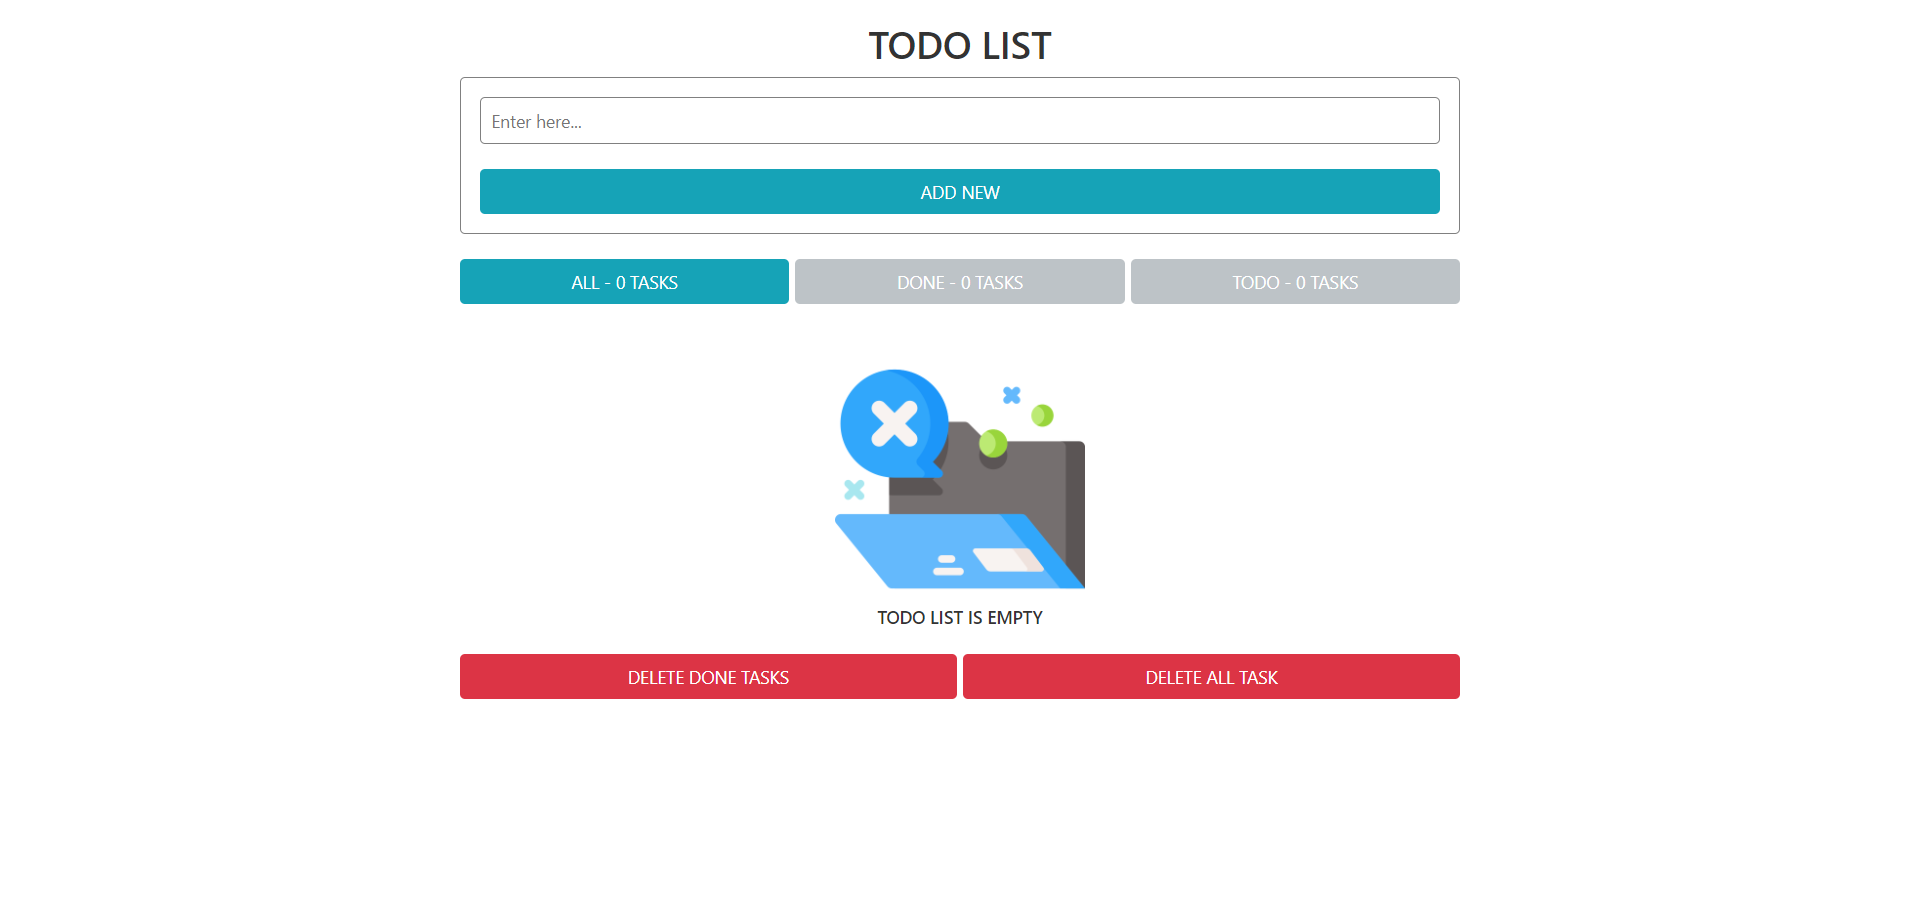 TODO LIST
Enter here...
ADD NEW
ALL - 0 TASKS
DONE - 0 TASKS
TODO - 0 TASKS
TODO LIST IS EMPTY
DELETE DONE TASKS
DELETE ALL TASK